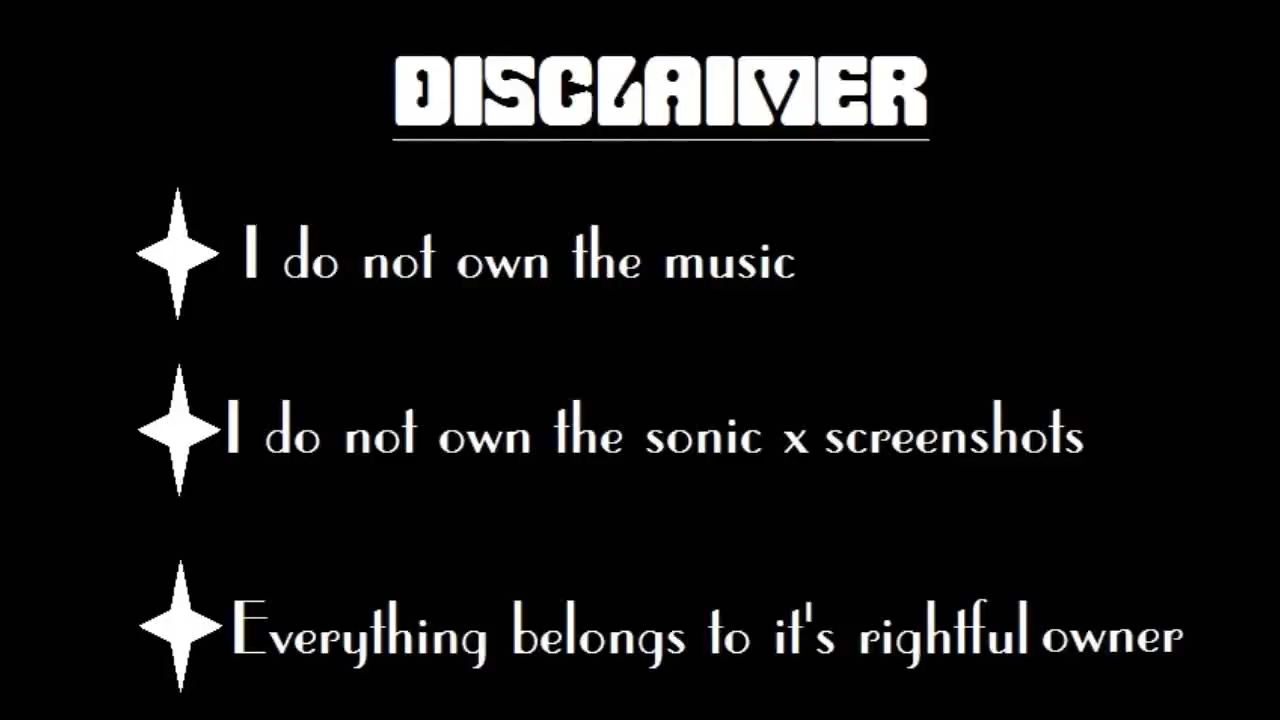 DISCLAIMER
I do not own the music
I do not own the sonic x screenshots
Everything belongs to it's rightful owner